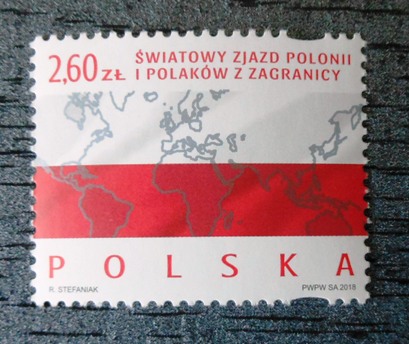 2,60 ZŁ
ŚWIATOWY ZJAZD POLONII
I POLAKÓW Z ZAGRANICY
POLSKA
R. STEFANIAK
PWPW SA 2018